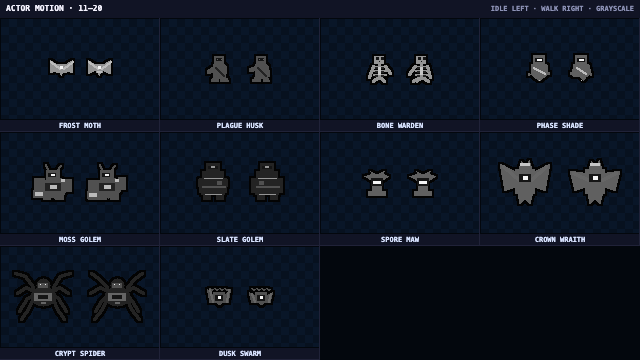 ACTOR MOTION · 11—20
IDLE LEFT · WALK RIGHT · GRAYSCALE
FROST MOTH
PLAGUE HUSK
BONE WARDEN
PHASE SHADE
MOSS GOLEM
SLATE GOLEM
SPORE MAW
CROWN WRAITH
CRYPT SPIDER
DUSK SWARM